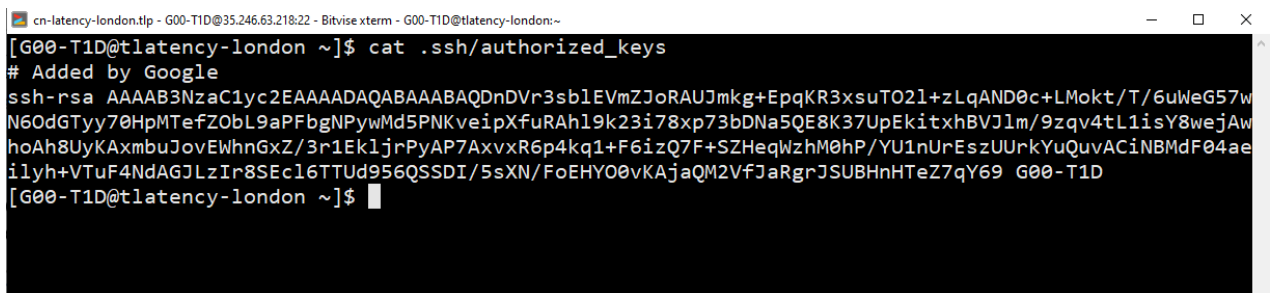 cn-latency-london.tlp - G00-T1D@35.246.63.218:22 - Bitvise xterm - G00-T1D@tlatency-london:~
[G00-T1D@tlatency-london ~]$ cat .ssh/authorized_keys
# Added by Google
ssh-rsa AAAAB3NzaC1yc2EAAAADAQABAAABAQDnDVr3sblEVmZJoRAUJmkg+EpqKR3xsuTO2l+zLqAND0c+LMokt/T/6uWeG57w
N6OdGTyy70HpMTefZObL9aPFbgNPywMd5PNKveipXfuRAhl9k23i78xp73bDNa5QE8K37UpEkitxhBVJlm/9zqv4tL1isY8wejAw
hoAh8UyKAxmbuJovEWhnGxZ/3r1EkljrPyAP7AxvxR6p4kq1+F6izQ7F+SZHeqWzhM0hP/YU1nUrEszUUrkYuQuvACiNBMdF04ae
ilyh+VTuF4NdAGJLzIr8SEcl6TTUd956QSSDI/5sXN/FoEHYO0vKAjaQM2VfJaRgrJSUBHnHTeZ7qY69 G00-T1D
[G00-T1D@tlatency-london ~]$